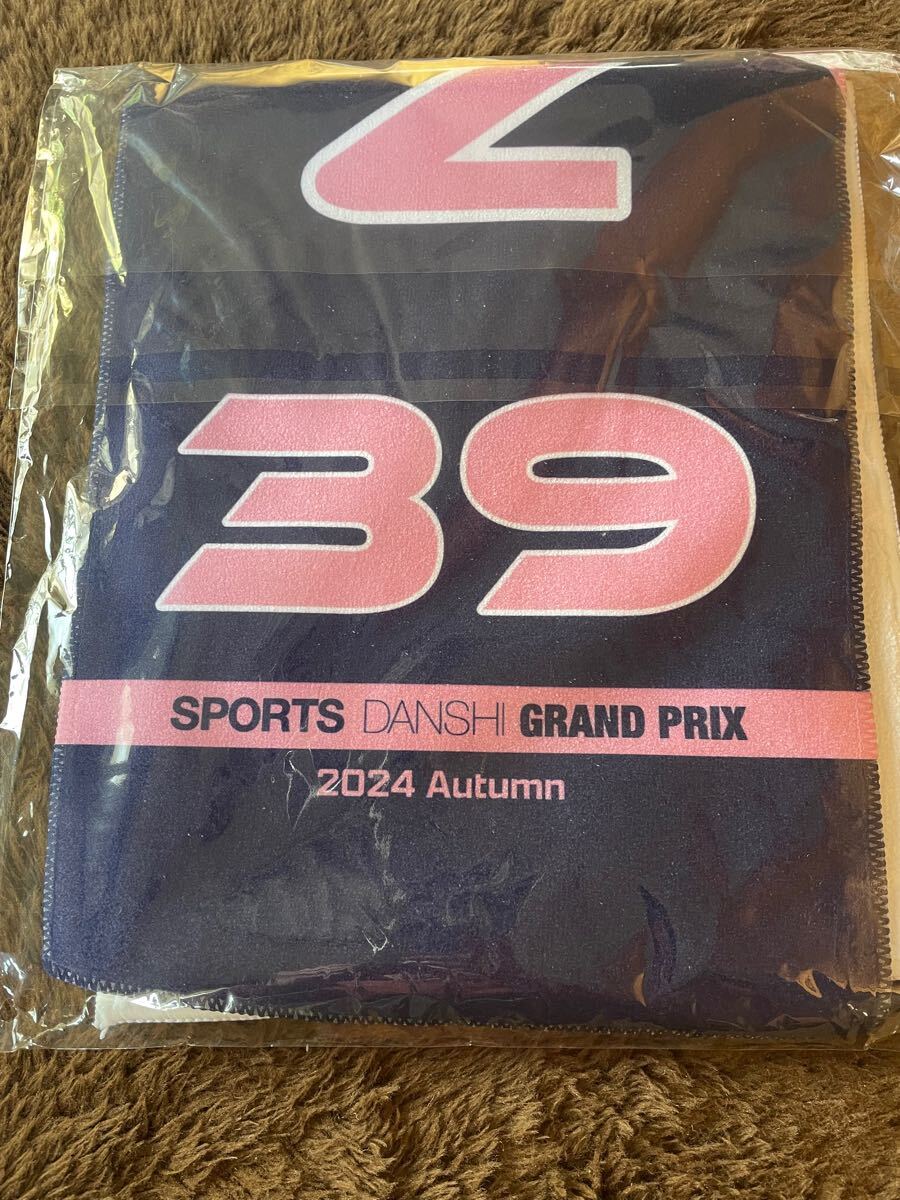 39
SPORTS DANSHI GRAND PRIX
2024 Autumn